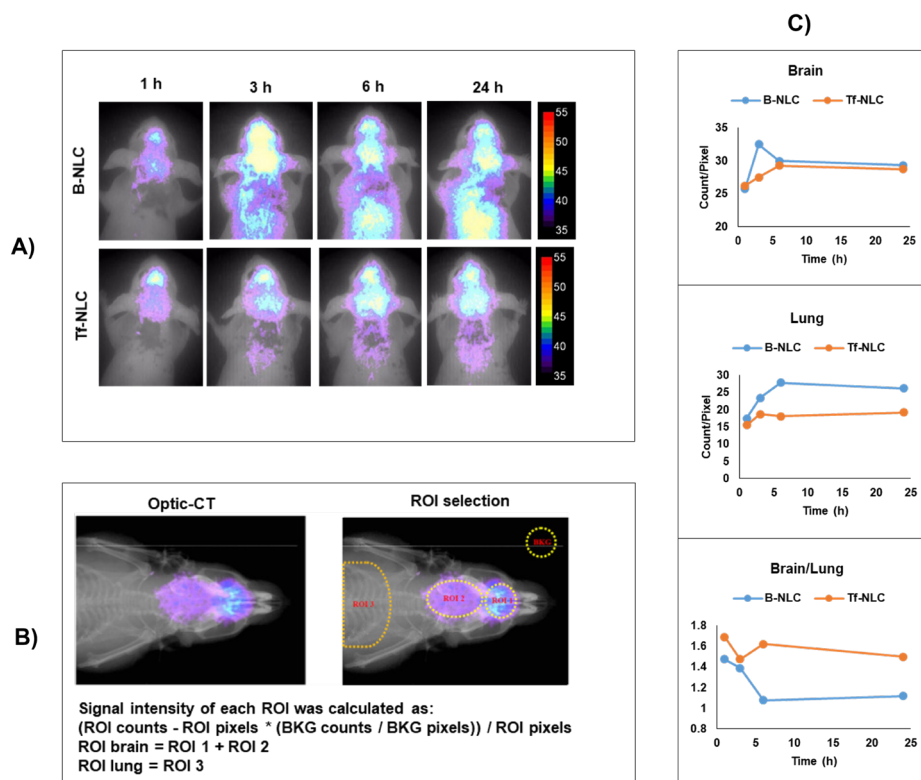 A)
1 h 3 h 6 h 24 h
B-NLC
55
50
45
40
35
Tf-NLC
55
50
45
40
35
B)
Optic-CT ROI selection
BKG
ROI 3 ROI 2 ROI 1
Signal intensity of each ROI was calculated as:
(ROI counts - ROI pixels * (BKG counts / BKG pixels)) / ROI pixels
ROI brain = ROI 1 + ROI 2
ROI lung = ROI 3
C)
Brain
B-NLC Tf-NLC
Count/Pixel
35
30
25
20
0 5 10 15 20 25
Time (h)
Lung
B-NLC Tf-NLC
Count/Pixel
30
25
20
15
10
5
0
0 5 10 15 20 25
Time (h)
Brain/Lung
B-NLC Tf-NLC
1.8
1.6
1.4
1.2
1
0.8
0 5 10 15 20 25
Time (h)